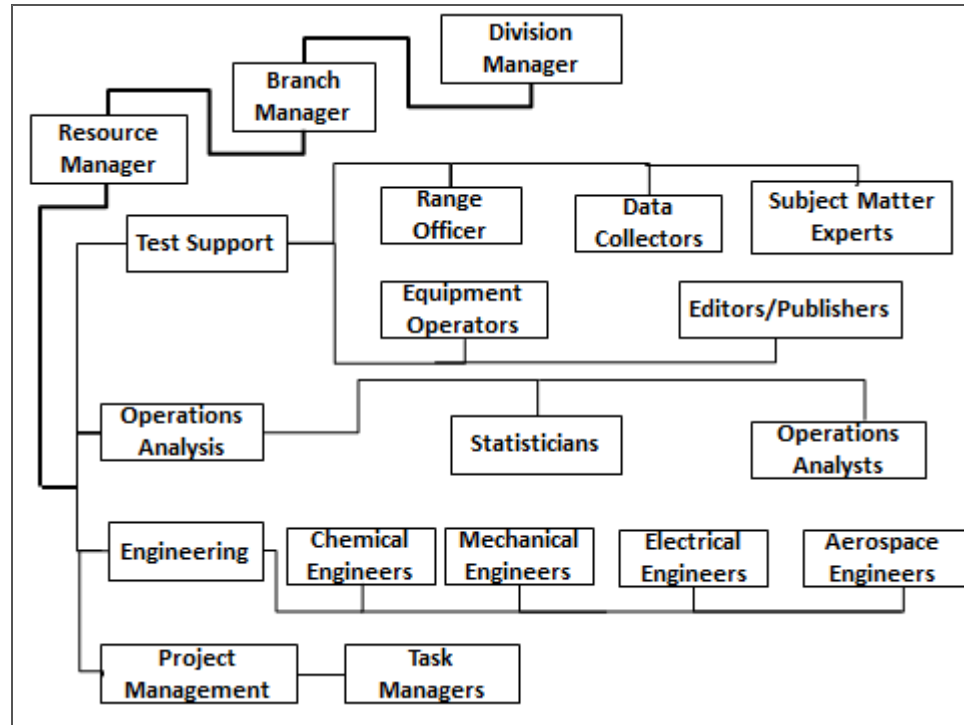 Division
Manager
Branch
Manager
Resource
Manager
Range
Officer
Data
Collectors
Subject Matter
Experts
Test Support
Equipment
Operators
Editors/Publishers
Operations
Analysis
Statisticians
Operations
Analysts
Engineering
Chemical
Engineers
Mechanical
Engineers
Electrical
Engineers
Aerospace
Engineers
Project
Management
Task
Managers